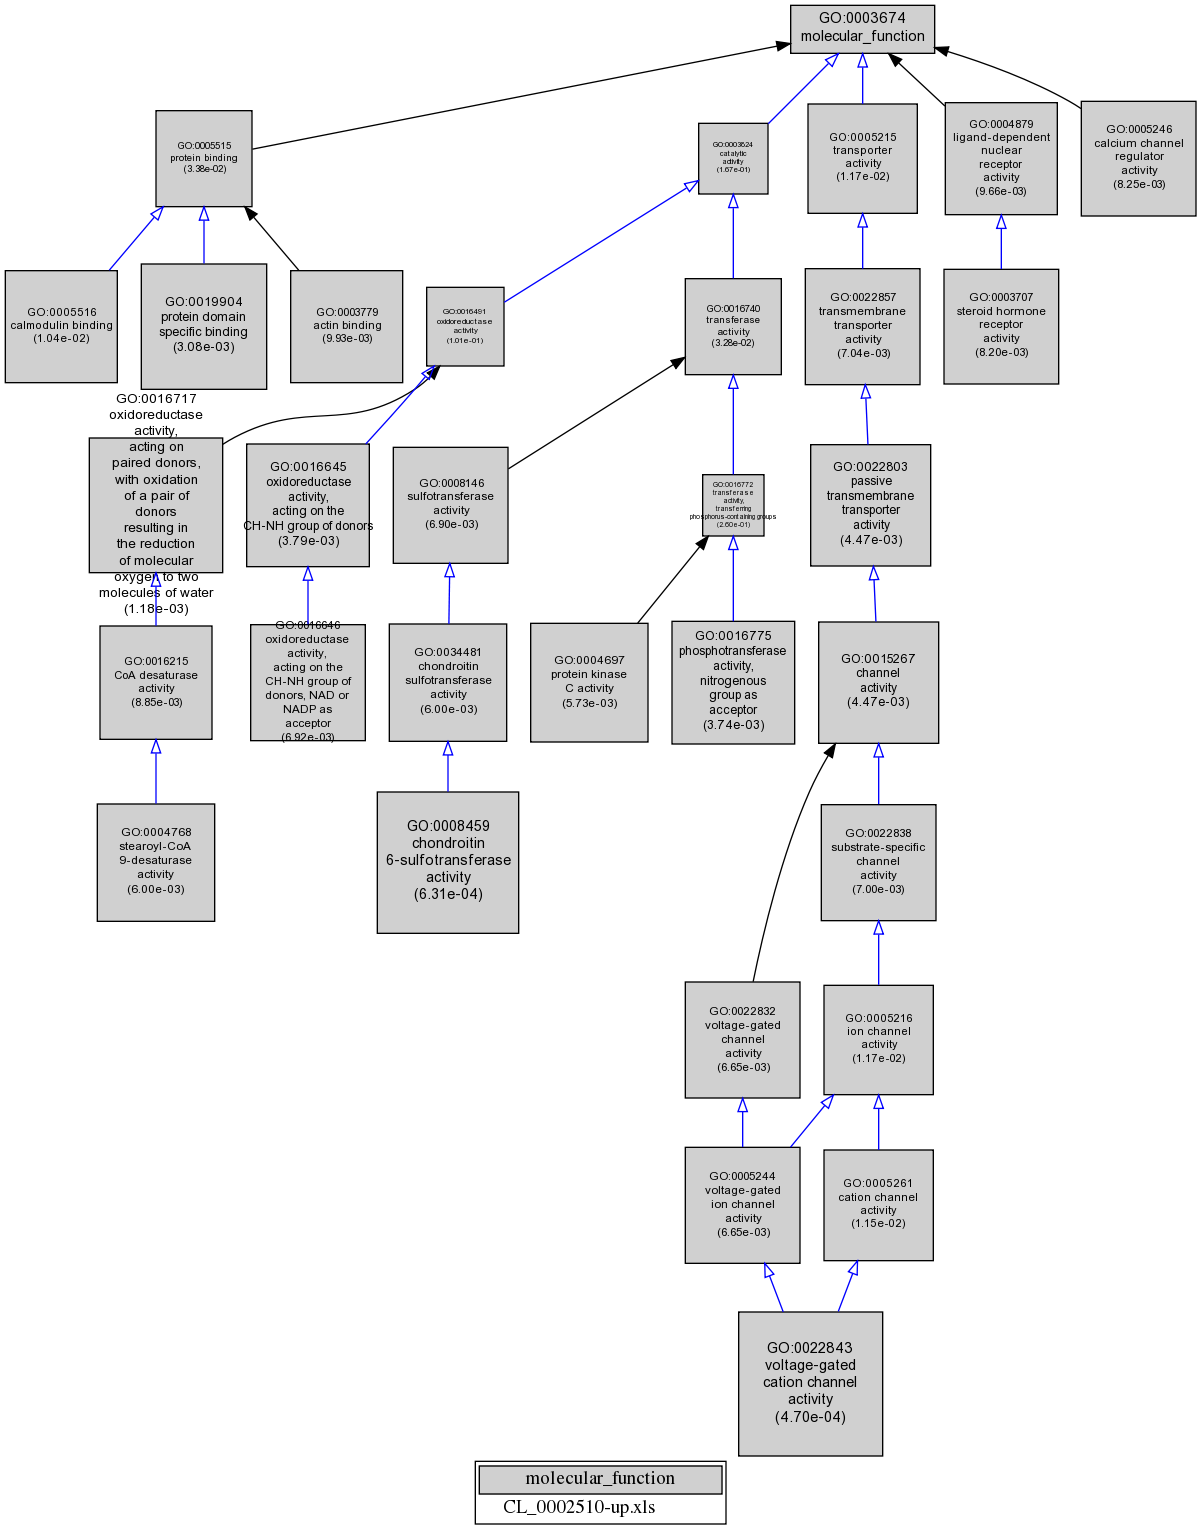 GO:0003674
molecular_function
GO:0005515
protein binding
(3.38e-02)
GO:0003824
catalytic
activity
(1.67e-01)
GO:0005215
transporter
activity
(1.17e-02)
GO:0004879
ligand-dependent
nuclear
receptor
activity
(9.66e-03)
GO:0005246
calcium channel
regulator
activity
(8.25e-03)
GO:0005516
calmodulin binding
(1.04e-02)
GO:0019904
protein domain
specific binding
(3.08e-03)
GO:0003779
actin binding
(9.93e-03)
GO:0016491
oxidoreductase
activity
(1.01e-01)
GO:0016740
transferase
activity
(3.28e-02)
GO:0022857
transmembrane
transporter
activity
(7.04e-03)
GO:0003707
steroid hormone
receptor
activity
(8.20e-03)
GO:0016717
oxidoreductase
activity,
acting on
paired donors,
with oxidation
of a pair of
donors
resulting in
the reduction
of molecular
oxygen to two
molecules of water
(1.18e-03)
GO:0016645
oxidoreductase
activity,
acting on the
CH-NH group of donors
(3.79e-03)
GO:0008146
sulfotransferase
activity
(6.90e-03)
GO:0016772
transferase
activity,
transferring
phosphorus-containing groups
(2.60e-01)
GO:0022803
passive
transmembrane
transporter
activity
(4.47e-03)
GO:0016215
CoA desaturase
activity
(8.85e-03)
GO:0016646
oxidoreductase
activity,
acting on the
CH-NH group of
donors, NAD or
NADP as
acceptor
(6.92e-03)
GO:0034481
chondroitin
sulfotransferase
activity
(6.00e-03)
GO:0004697
protein kinase
C activity
(5.73e-03)
GO:0016775
phosphotransferase
activity,
nitrogenous
group as
acceptor
(3.74e-03)
GO:0015267
channel
activity
(4.47e-03)
GO:0004768
stearoyl-CoA
9-desaturase
activity
(6.00e-03)
GO:0008459
chondroitin
6-sulfotransferase
activity
(6.31e-04)
GO:0022838
substrate-specific
channel
activity
(7.00e-03)
GO:0022832
voltage-gated
channel
activity
(6.65e-03)
GO:0005216
ion channel
activity
(1.17e-02)
GO:0005244
voltage-gated
ion channel
activity
(6.65e-03)
GO:0005261
cation channel
activity
(1.15e-02)
GO:0022843
voltage-gated
cation channel
activity
(4.70e-04)
molecular_function
CL_0002510-up.xls